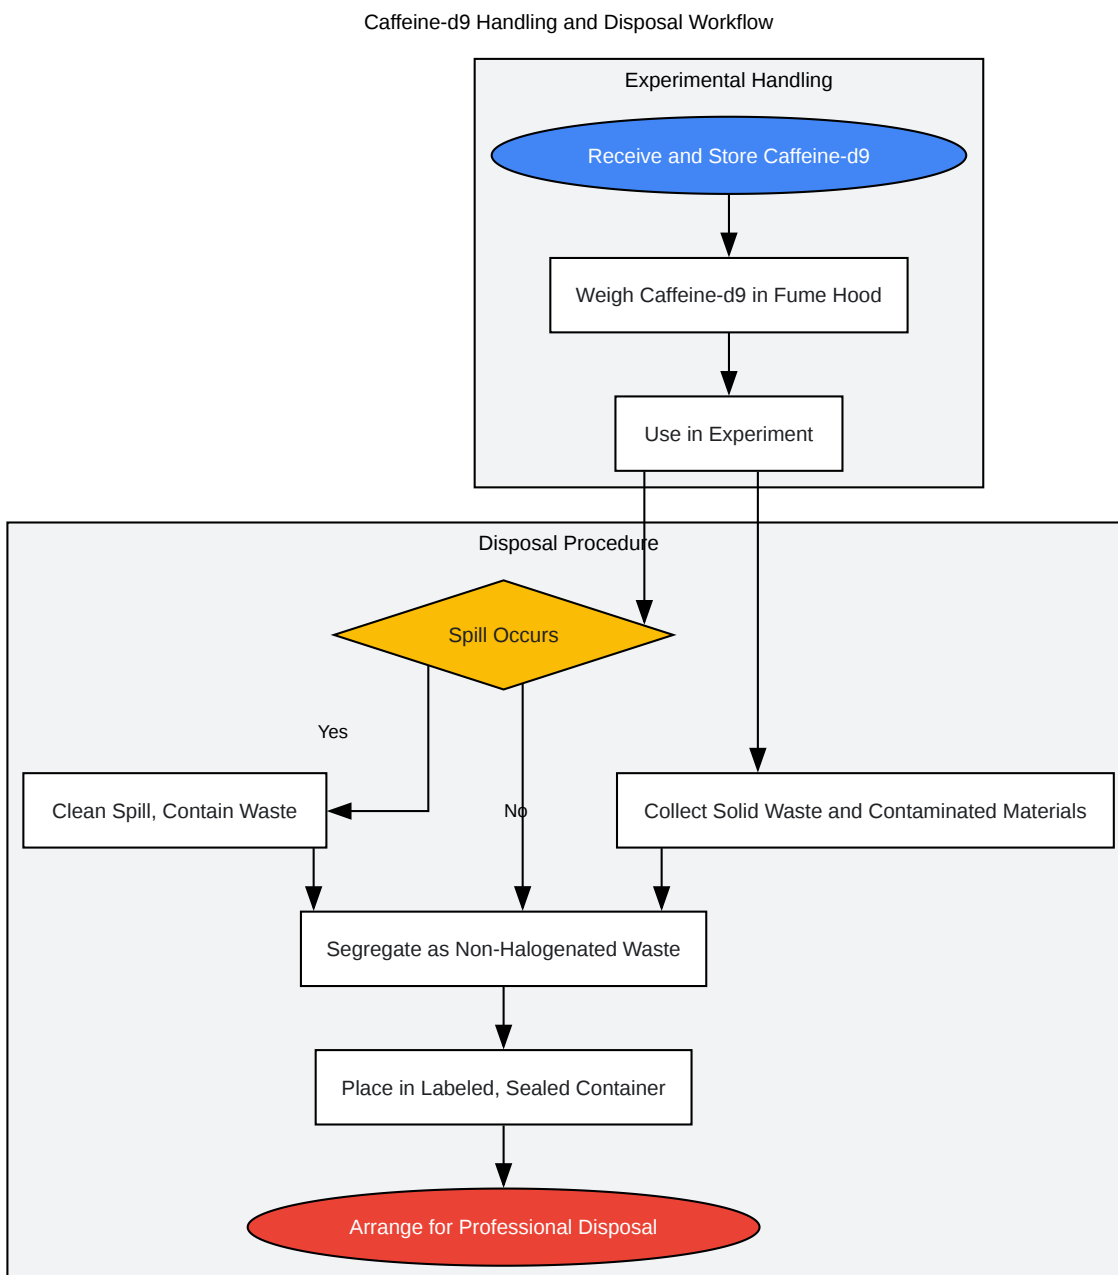 Caffeine-d9 Handling and Disposal Workflow
Experimental Handling
Receive and Store Caffeine-d9
Weigh Caffeine-d9 in Fume Hood
Use in Experiment
Disposal Procedure
Spill Occurs
Yes
Clean Spill, Contain Waste
No
Collect Solid Waste and Contaminated Materials
Segregate as Non-Halogenated Waste
Place in Labeled, Sealed Container
Arrange for Professional Disposal